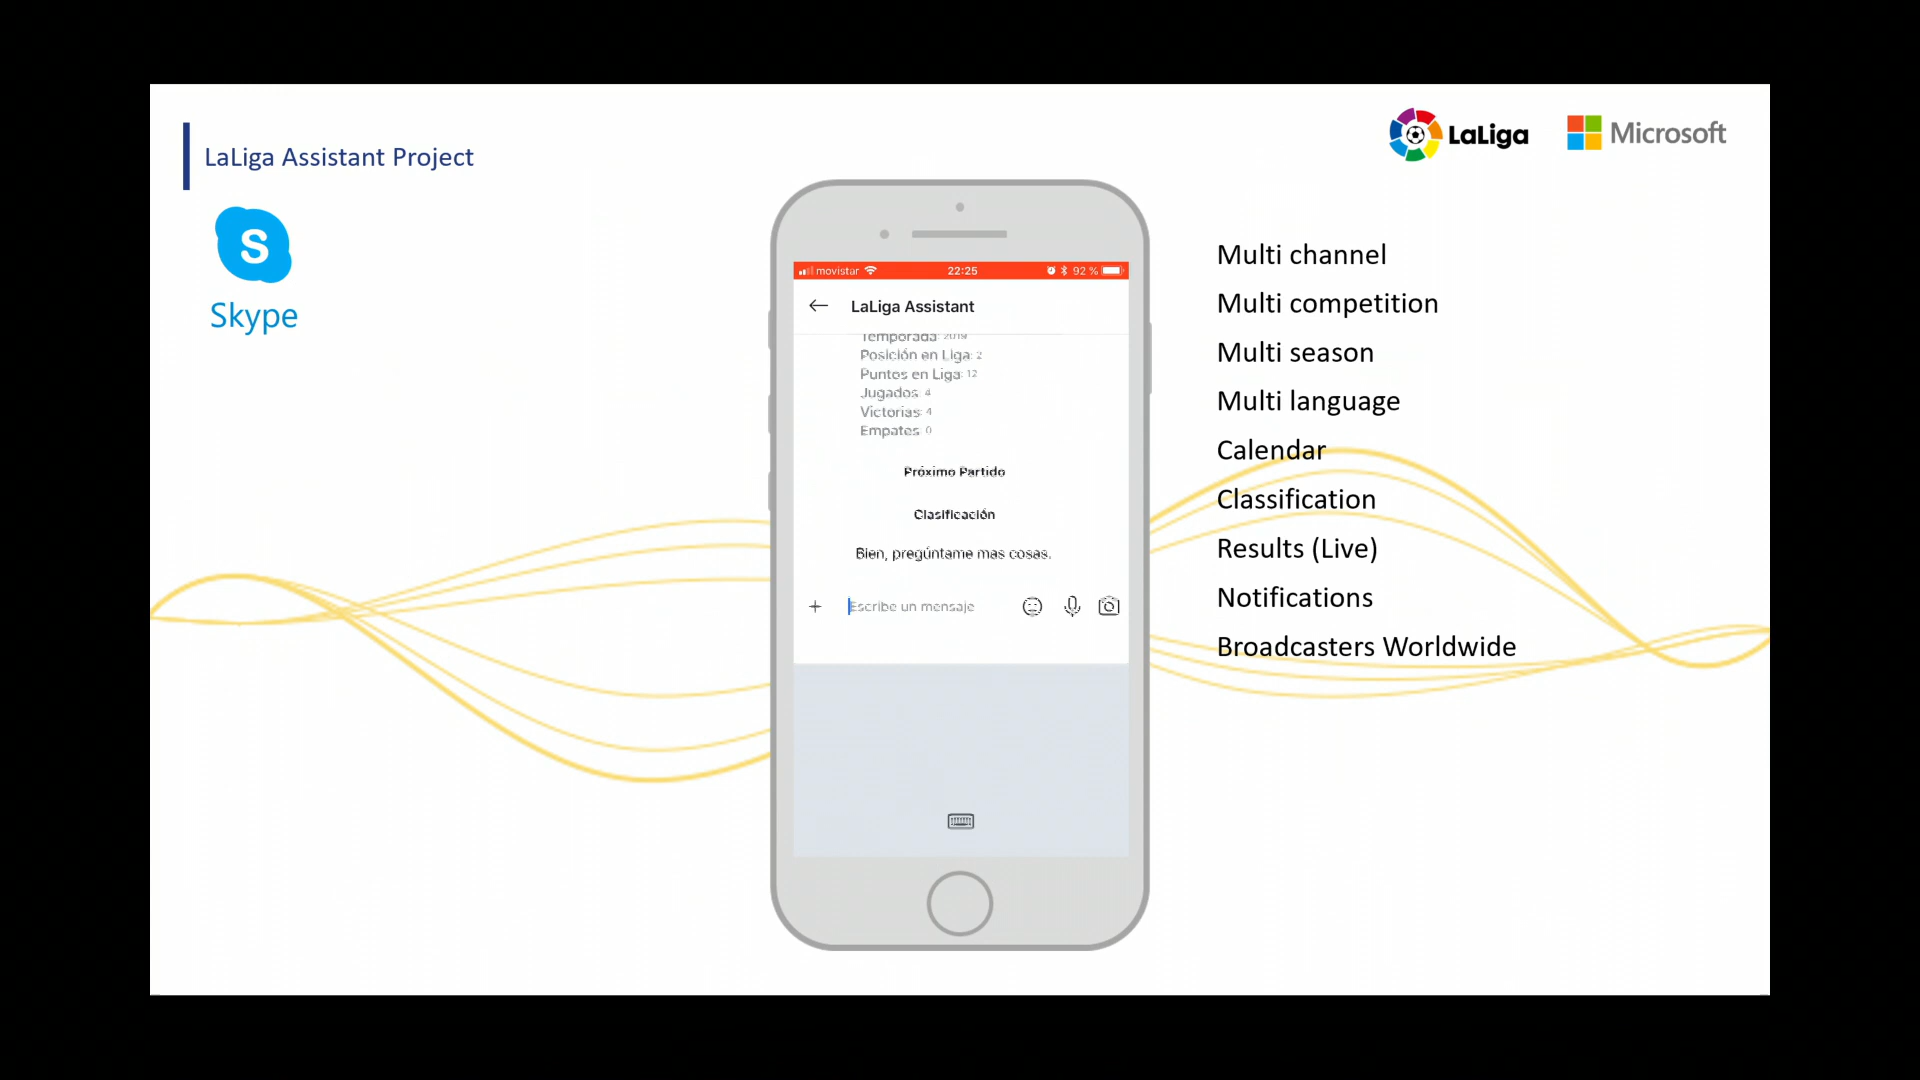 LaLiga Assistant Project
LaLiga
Microsoft
S
Skype
movistar
22:25
92 %
LaLiga Assistant
Temporada: 2019
Posición en Liga: 2
Puntos en Liga: 12
Jugados: 4
Victorias: 4
Empates: 0
Próximo Partido
Clasificación
Bien, pregúntame mas cosas.
Escribe un mensaje
Multi channel
Multi competition
Multi season
Multi language
Calendar
Classification
Results (Live)
Notifications
Broadcasters Worldwide